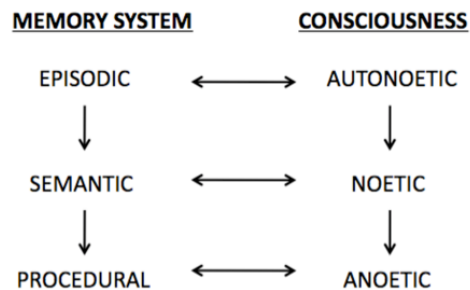 MEMORY SYSTEM CONSCIOUSNESS
EPISODIC AUTONOETIC
SEMANTIC NOETIC
PROCEDURAL ANOETIC